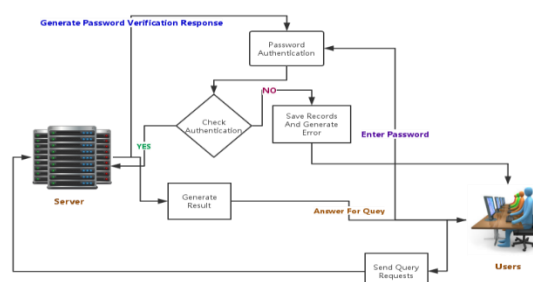 Generate Password Verification Response
Password
Authentication
NO
Check
Authentication
Save Records
And Generate
Error
Enter Password
YES
Server
Generate
Result
Answer For Quey
Users
Send Query
Requests